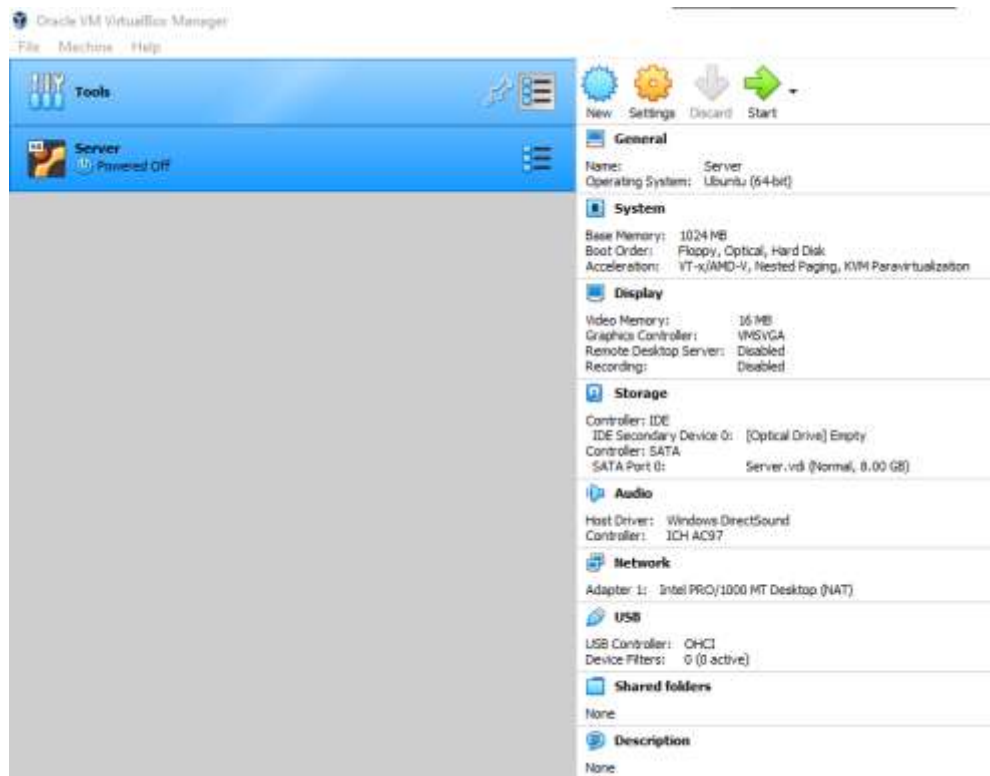 Oracle VM VirtualBox Manager
File Machine Help
Tools
Server
Powered Off
New Settings Discard Start
General
Name: Server
Operating System: Ubuntu (64-bit)
System
Base Memory: 1024 MB
Boot Order: Floppy, Optical, Hard Disk
Acceleration: VT-x/AMD-V, Nested Paging, KVM Paravirtualization
Display
Video Memory: 16 MB
Graphics Controller: VMSVGA
Remote Desktop Server: Disabled
Recording: Disabled
Storage
Controller: IDE
IDE Secondary Device 0: [Optical Drive] Empty
Controller: SATA
SATA Port 0: Server.vdi (Normal, 8.00 GB)
Audio
Host Driver: Windows DirectSound
Controller: ICH AC97
Network
Adapter 1: Intel PRO/1000 MT Desktop (NAT)
USB
USB Controller: OHCI
Device Filters: 0 (0 active)
Shared folders
None
Description
None